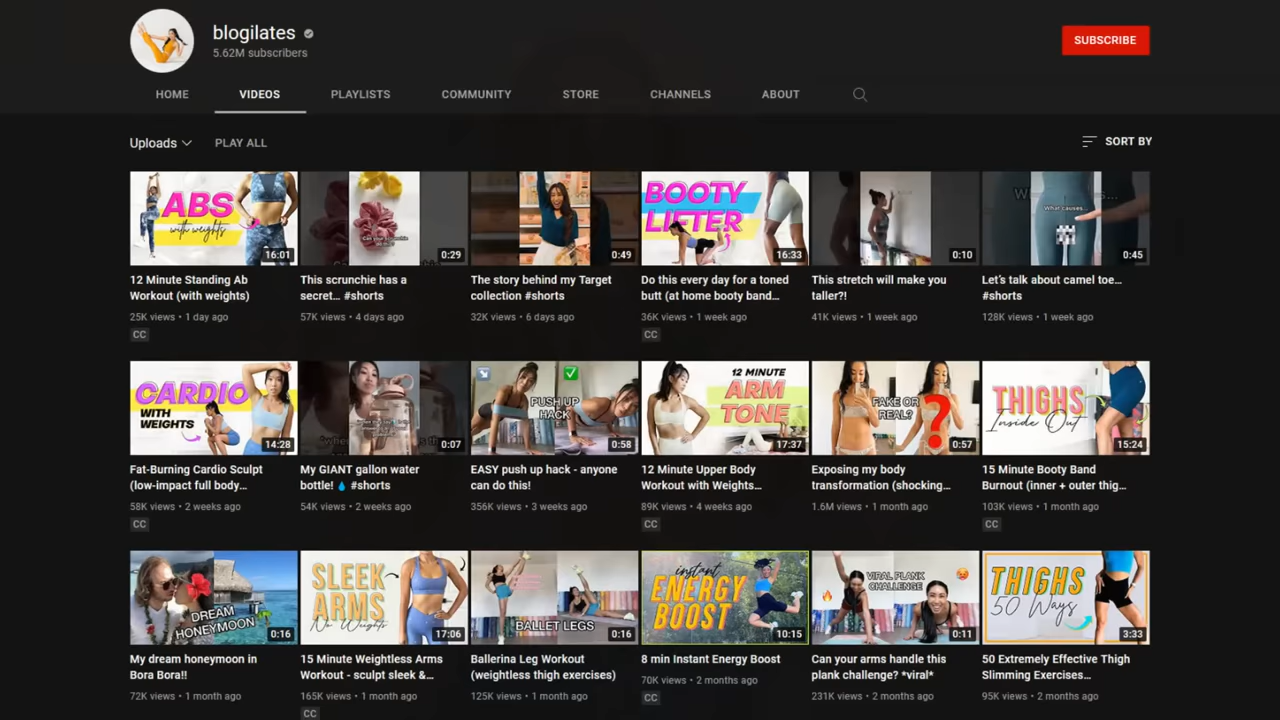 blogilates
5.62M subscribers
SUBSCRIBE
HOME VIDEOS PLAYLISTS COMMUNITY STORE CHANNELS ABOUT
Uploads PLAY ALL SORT BY
ABS
with weights
16:01
12 Minute Standing Ab
Workout (with weights)
25K views • 1 day ago
CC
0:29
This scrunchie has a
secret... #shorts
57K views • 4 days ago
0:49
The story behind my Target
collection #shorts
32K views • 6 days ago
BOOTY
LIFTER
16:33
Do this every day for a toned
butt (at home booty band...
36K views • 1 week ago
CC
0:10
This stretch will make you
taller?!
41K views • 1 week ago
What causes...
0:45
Let's talk about camel toe...
#shorts
128K views • 1 week ago
CARDIO
WITH
WEIGHTS
14:28
Fat-Burning Cardio Sculpt
(low-impact full body...
58K views • 2 weeks ago
CC
0:07
My GIANT gallon water
bottle! 💧 #shorts
54K views • 2 weeks ago
PUSH UP
HACK
0:58
EASY push up hack - anyone
can do this!
356K views • 3 weeks ago
12 MINUTE
ARM
TONE
17:37
12 Minute Upper Body
Workout with Weights...
89K views • 4 weeks ago
CC
FAKE OR
REAL?
0:57
Exposing my body
transformation (shocking...
1.6M views • 1 month ago
THIGHS
Inside Out
15:24
15 Minute Booty Band
Burnout (inner + outer thig...
103K views • 1 month ago
CC
DREAM
HONEYMOON
0:16
My dream honeymoon in
Bora Bora!!
72K views • 1 month ago
SLEEK
ARMS
No Weights
17:06
15 Minute Weightless Arms
Workout - sculpt sleek &...
165K views • 1 month ago
CC
BALLET LEGS
0:16
Ballerina Leg Workout
(weightless thigh exercises)
125K views • 1 month ago
instant
ENERGY
BOOST
10:15
8 min Instant Energy Boost
70K views • 2 months ago
CC
VIRAL PLANK
CHALLENGE
0:11
Can your arms handle this
plank challenge? *viral*
231K views • 2 months ago
THIGHS
50 Ways
3:33
50 Extremely Effective Thigh
Slimming Exercises...
95K views • 2 months ago